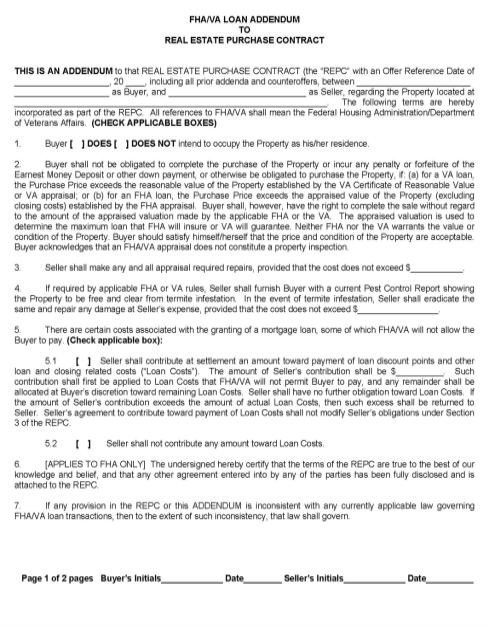 FHA/VA LOAN ADDENDUM
TO
REAL ESTATE PURCHASE CONTRACT
THIS IS AN ADDENDUM to that REAL ESTATE PURCHASE CONTRACT (the "REPC" with an Offer Reference Date of
____________________, 20 ____, including all prior addenda and counteroffers, between ________________________
____________________ as Buyer, and ____________________________ as Seller, regarding the Property located at
______________________________________________________________. The following terms are hereby
incorporated as part of the REPC. All references to FHA/VA shall mean the Federal Housing Administration/Department
of Veterans Affairs. (CHECK APPLICABLE BOXES)
1. Buyer [ ] DOES [ ] DOES NOT intend to occupy the Property as his/her residence.
2. Buyer shall not be obligated to complete the purchase of the Property or incur any penalty or forfeiture of the
Earnest Money Deposit or other down payment, or otherwise be obligated to purchase the Property, if: (a) for a VA loan,
the Purchase Price exceeds the reasonable value of the Property established by the VA Certificate of Reasonable Value
or VA appraisal; or (b) for an FHA loan, the Purchase Price exceeds the appraised value of the Property (excluding
closing costs) established by the FHA appraisal. Buyer shall, however, have the right to complete the sale without regard
to the amount of the appraised valuation made by the applicable FHA or the VA. The appraised valuation is used to
determine the maximum loan that FHA will insure or VA will guarantee. Neither FHA nor the VA warrants the value or
condition of the Property. Buyer should satisfy himself/herself that the price and condition of the Property are acceptable.
Buyer acknowledges that an FHA/VA appraisal does not constitute a property inspection.
3. Seller shall make any and all appraisal required repairs, provided that the cost does not exceed $___________.
4. If required by applicable FHA or VA rules, Seller shall furnish Buyer with a current Pest Control Report showing
the Property to be free and clear from termite infestation. In the event of termite infestation, Seller shall eradicate the
same and repair any damage at Seller's expense, provided that the cost does not exceed $_________________.
5. There are certain costs associated with the granting of a mortgage loan, some of which FHA/VA will not allow the
Buyer to pay. (Check applicable box):
5.1 [ ] Seller shall contribute at settlement an amount toward payment of loan discount points and other
loan and closing related costs ("Loan Costs"). The amount of Seller's contribution shall be $__________. Such
contribution shall first be applied to Loan Costs that FHA/VA will not permit Buyer to pay, and any remainder shall be
allocated at Buyer's discretion toward remaining Loan Costs. Seller shall have no further obligation toward Loan Costs. If
the amount of Seller's contribution exceeds the amount of actual Loan Costs, then such excess shall be returned to
Seller. Seller's agreement to contribute toward payment of Loan Costs shall not modify Seller's obligations under Section
3 of the REPC.
5.2 [ ] Seller shall not contribute any amount toward Loan Costs.
6. [APPLIES TO FHA ONLY] The undersigned hereby certify that the terms of the REPC are true to the best of our
knowledge and belief, and that any other agreement entered into by any of the parties has been fully disclosed and is
attached to the REPC.
7. If any provision in the REPC or this ADDENDUM is inconsistent with any currently applicable law governing
FHA/VA loan transactions, then to the extent of such inconsistency, that law shall govern.
Page 1 of 2 pages Buyer's Initials_____________ Date________ Seller's Initials_____________ Date__________